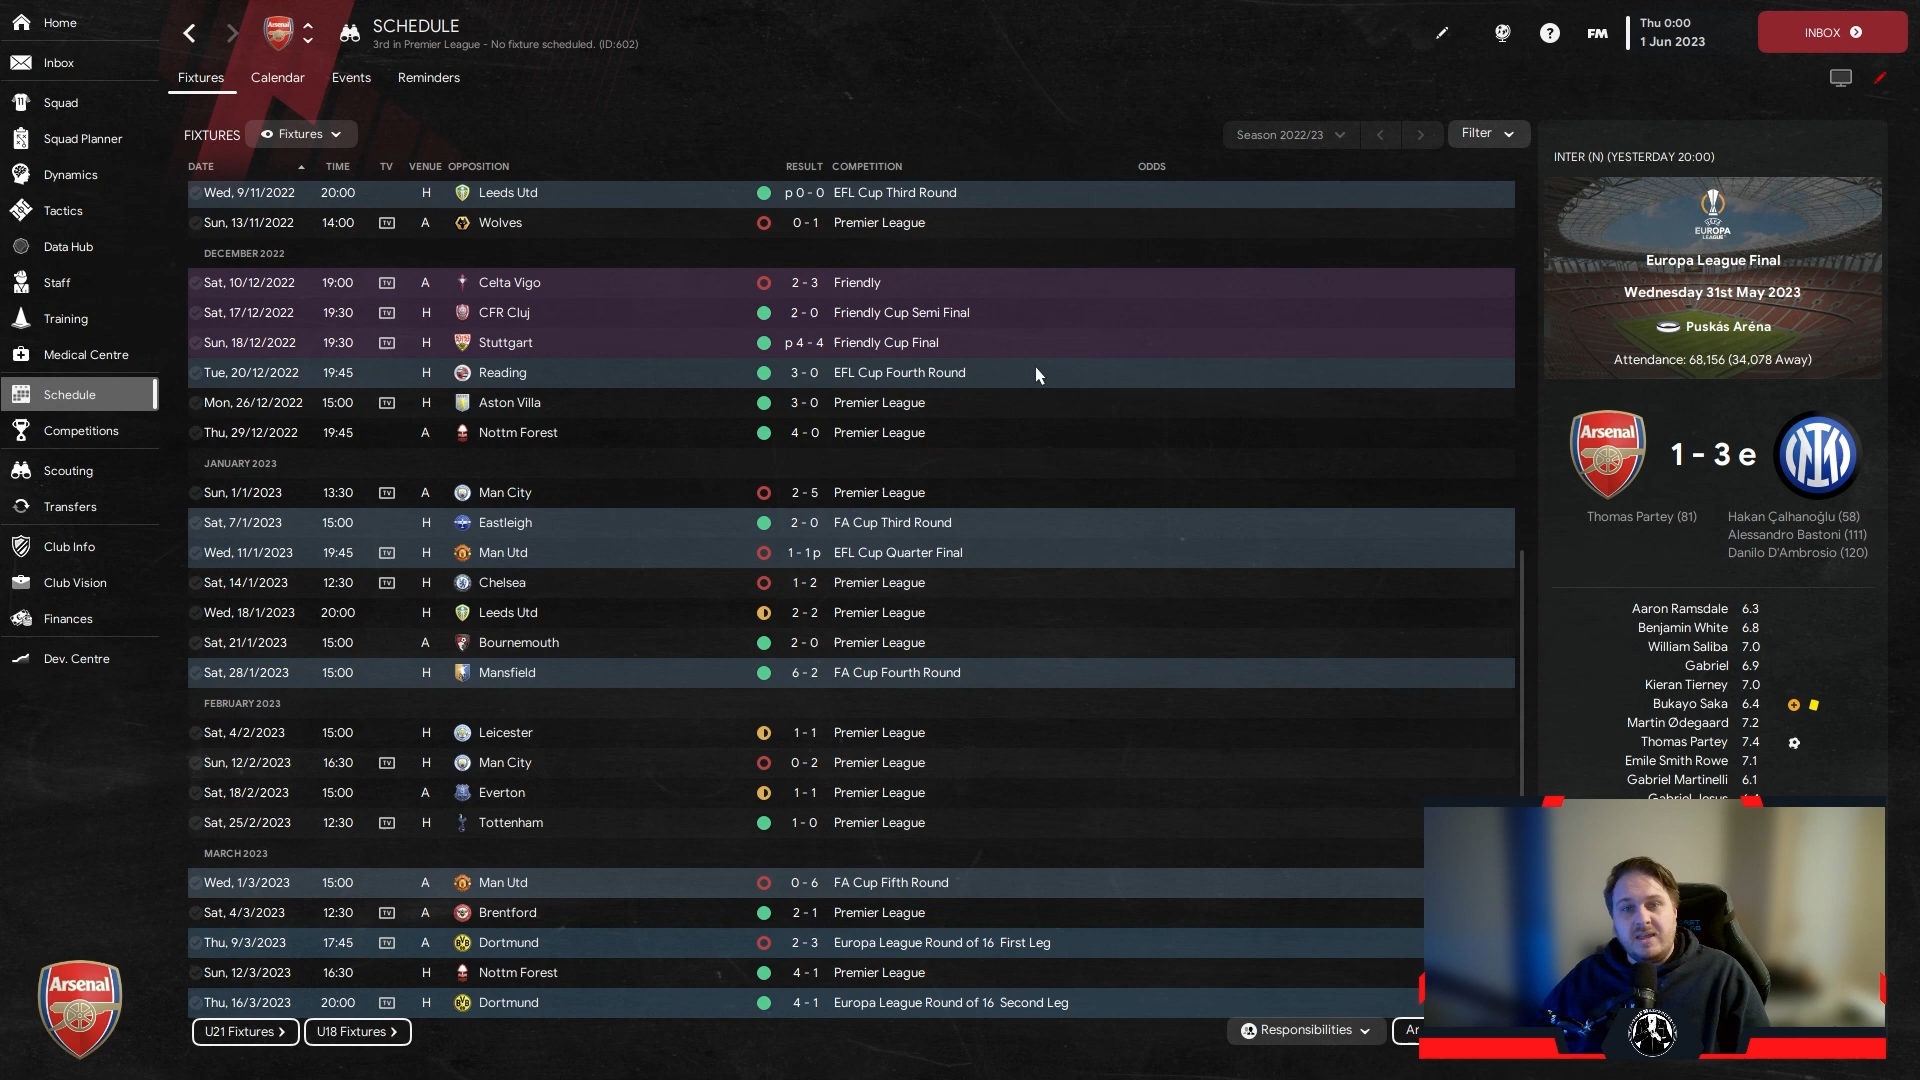 Home
Inbox
Squad
Squad Planner
Dynamics
Tactics
Data Hub
Staff
Training
Medical Centre
Schedule
Competitions
Scouting
Transfers
Club Info
Club Vision
Finances
Dev. Centre
Arsenal
Arsenal
SCHEDULE
3rd in Premier League - No fixture scheduled. (ID:602)
FM
Thu 0:00
1 Jun 2023
INBOX
Fixtures Calendar Events Reminders
FIXTURES Fixtures Season 2022/23 Filter
DATE TIME TV VENUE OPPOSITION RESULT COMPETITION ODDS
Wed, 9/11/2022 20:00 H Leeds Utd p 0 - 0 EFL Cup Third Round
Sun, 13/11/2022 14:00 TV A Wolves 0 - 1 Premier League
DECEMBER 2022
Sat, 10/12/2022 19:00 TV A Celta Vigo 2 - 3 Friendly
Sat, 17/12/2022 19:30 TV H CFR Cluj 2 - 0 Friendly Cup Semi Final
Sun, 18/12/2022 19:30 TV H Stuttgart p 4 - 4 Friendly Cup Final
Tue, 20/12/2022 19:45 H Reading 3 - 0 EFL Cup Fourth Round
Mon, 26/12/2022 15:00 TV H Aston Villa 3 - 0 Premier League
Thu, 29/12/2022 19:45 A Nottm Forest 4 - 0 Premier League
JANUARY 2023
Sun, 1/1/2023 13:30 TV A Man City 2 - 5 Premier League
Sat, 7/1/2023 15:00 H Eastleigh 2 - 0 FA Cup Third Round
Wed, 11/1/2023 19:45 TV H Man Utd 1 - 1 p EFL Cup Quarter Final
Sat, 14/1/2023 12:30 TV H Chelsea 1 - 2 Premier League
Wed, 18/1/2023 20:00 H Leeds Utd 2 - 2 Premier League
Sat, 21/1/2023 15:00 A Bournemouth 2 - 0 Premier League
Sat, 28/1/2023 15:00 H Mansfield 6 - 2 FA Cup Fourth Round
FEBRUARY 2023
Sat, 4/2/2023 15:00 H Leicester 1 - 1 Premier League
Sun, 12/2/2023 16:30 TV H Man City 0 - 2 Premier League
Sat, 18/2/2023 15:00 A Everton 1 - 1 Premier League
Sat, 25/2/2023 12:30 TV H Tottenham 1 - 0 Premier League
MARCH 2023
Wed, 1/3/2023 15:00 A Man Utd 0 - 6 FA Cup Fifth Round
Sat, 4/3/2023 12:30 TV A Brentford 2 - 1 Premier League
Thu, 9/3/2023 17:45 TV A Dortmund 2 - 3 Europa League Round of 16 First Leg
Sun, 12/3/2023 16:30 H Nottm Forest 4 - 1 Premier League
Thu, 16/3/2023 20:00 TV H Dortmund 4 - 1 Europa League Round of 16 Second Leg
U21 Fixtures U18 Fixtures Responsibilities
INTER (N) (YESTERDAY 20:00)
EUROPA
LEAGUE
Europa League Final
Wednesday 31st May 2023
Puskás Aréna
Attendance: 68,156 (34,078 Away)
Arsenal 1 - 3 e
Thomas Partey (81)
Hakan Çalhanoğlu (58)
Alessandro Bastoni (111)
Danilo D'Ambrosio (120)
Aaron Ramsdale 6.3
Benjamin White 6.8
William Saliba 7.0
Gabriel 6.9
Kieran Tierney 7.0
Bukayo Saka 6.4
Martin Ødegaard 7.2
Thomas Partey 7.4
Emile Smith Rowe 7.1
Gabriel Martinelli 6.1
Gabriel Jesus